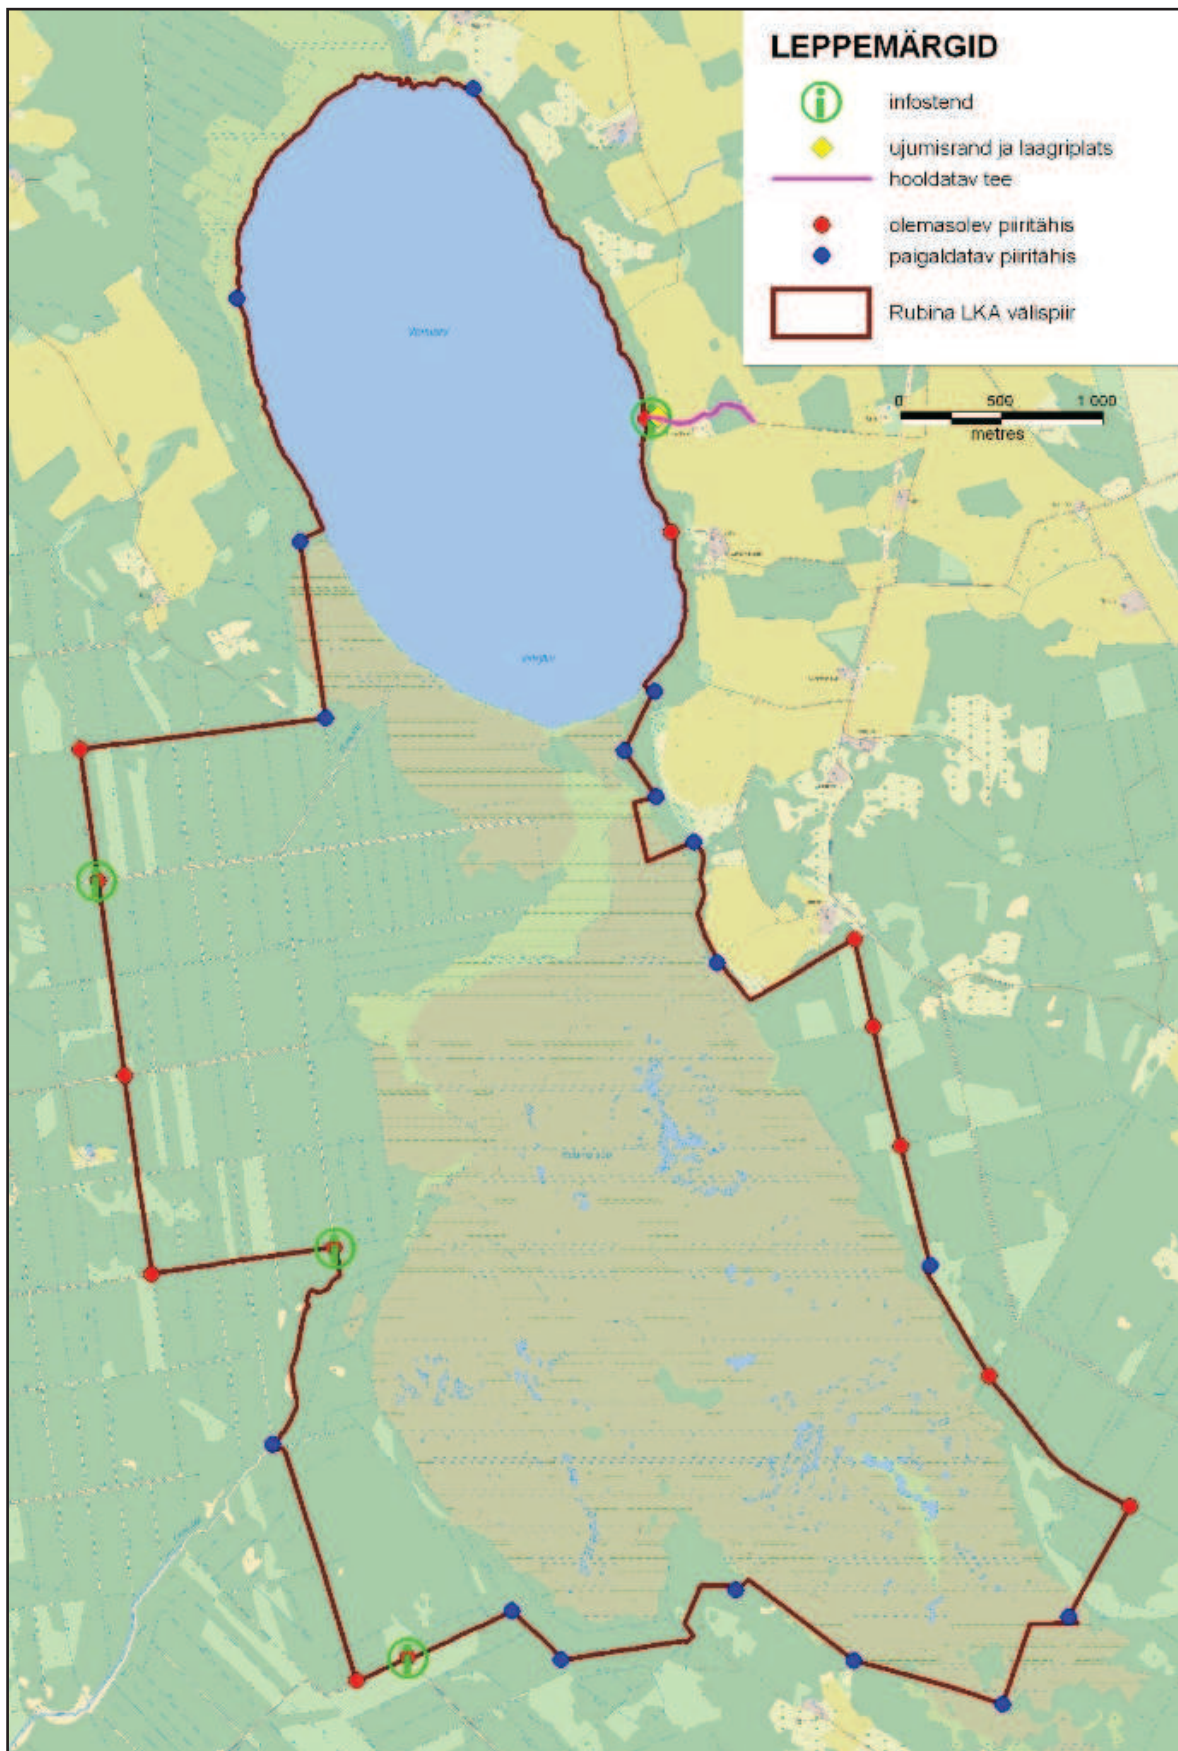 LEPPEMÄRGID
infostend
ujumisrand ja laagriplats
hooldatav tee
olemasolev piiritähis
paigaldatav piiritähis
Rubina LKA välispiir
0 500 1 000
metres